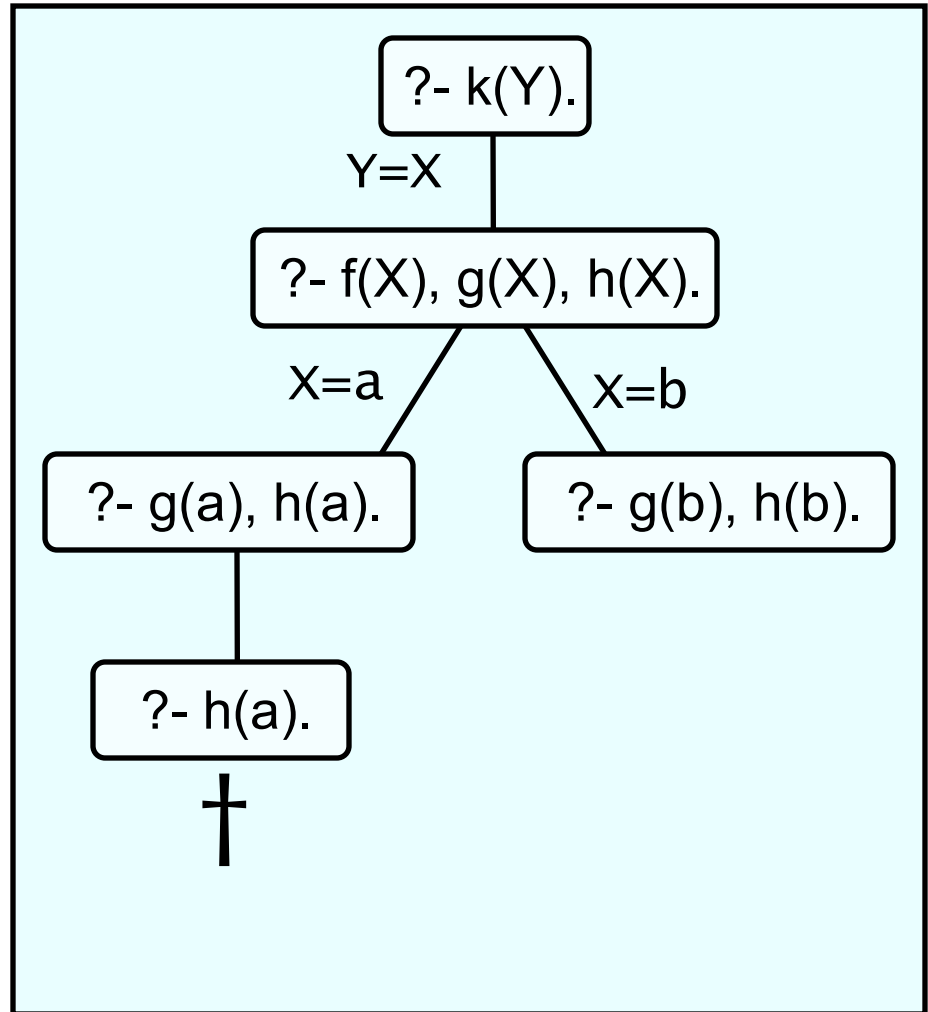 ?- k(Y).
Y=X
?- f(X), g(X), h(X).
X=a
X=b
?- g(a), h(a).
?- g(b), h(b).
?- h(a).
†